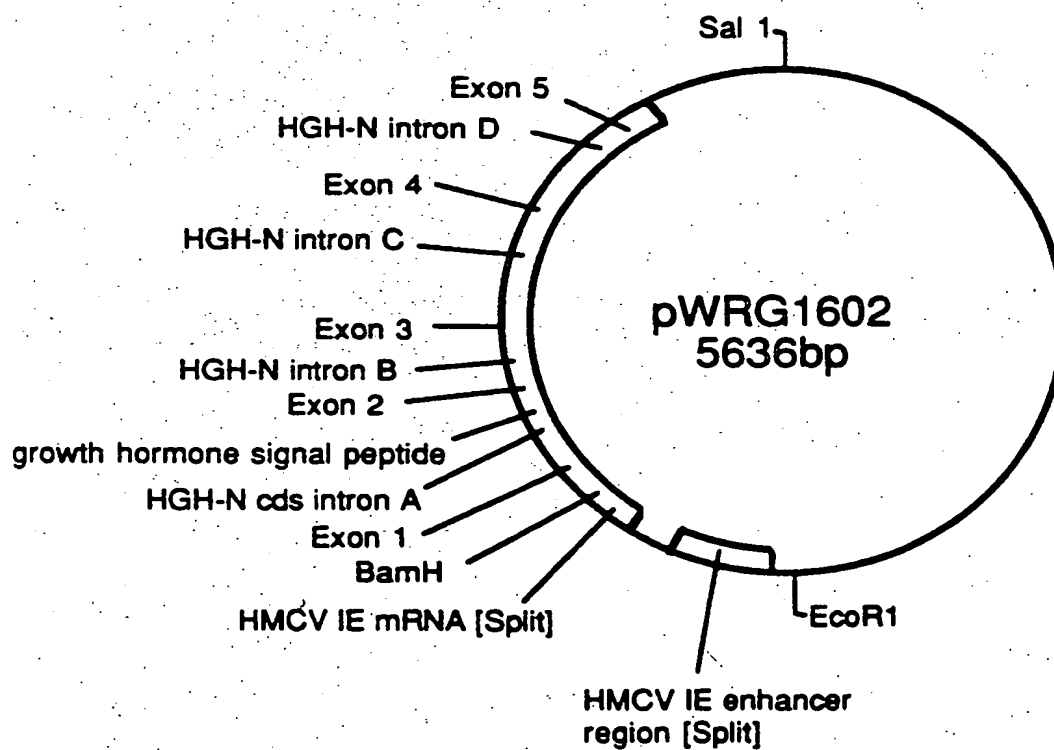 Sal 1
Exon 5
HGH-N intron D
Exon 4
HGH-N intron C
Exon 3
HGH-N intron B
Exon 2
growth hormone signal peptide
HGH-N cds intron A
Exon 1
BamH
HMCV IE mRNA [Split]
pWRG1602
5636bp
EcoR1
HMCV IE enhancer
region [Split]